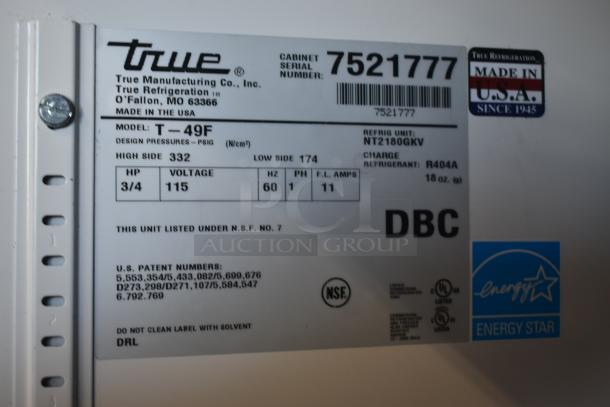 true ®
True Manufacturing Co., Inc.
True Refrigeration TM
O'Fallon, MO 63366
MADE IN THE USA
CABINET
SERIAL
NUMBER: 7521777
7521777
MODEL: T-49F
DESIGN PRESSURES-PSIG (N/cm²)
REFRIG UNIT:
NT2180GKV
HIGH SIDE 332 LOW SIDE 174
CHARGE
REFRIGERANT: R404A
18 oz. (g)
HP VOLTAGE HZ PH F.L. AMPS
3/4 115 60 1 11
PCI
AUCTION GROUP
THIS UNIT LISTED UNDER N.S.F. NO. 7
DBC
U.S. PATENT NUMBERS:
5,553,354/5,433,082/5,699,676
D273,298/D271,107/5,584,547
6.792.769
NSF
LISTED
DO NOT CLEAN LABEL WITH SOLVENT
DRL
TRUE REFRIGERATION
MADE IN
U.S.A.
SINCE 1945
energy
ENERGY STAR